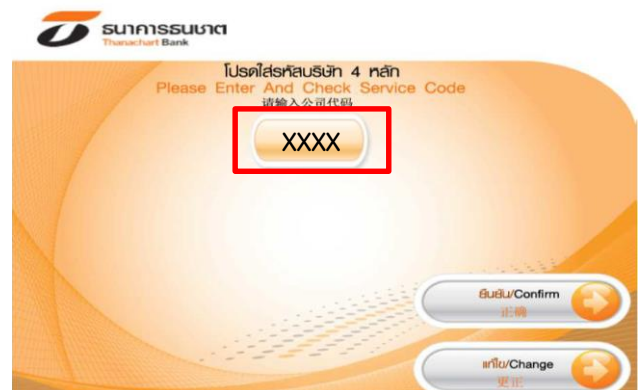 ธนาคารธนชาต
Thanachart Bank
โปรดใส่รหัสบริษัท 4 หลัก
Please Enter And Check Service Code
请输入公司代码
XXXX
ยืนยัน/Confirm
正确
แก้ไข/Change
更正